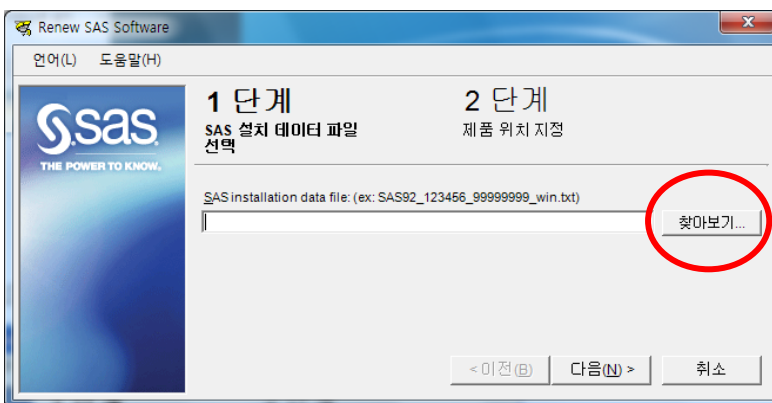 Renew SAS Software
언어(L) 도움말(H)
sas
THE POWER TO KNOW.
1 단계
SAS 설치 데이터 파일
선택
2 단계
제품 위치 지정
SAS installation data file: (ex: SAS92_123456_99999999_win.txt)
찾아보기...
<이전(B) 다음(N) > 취소